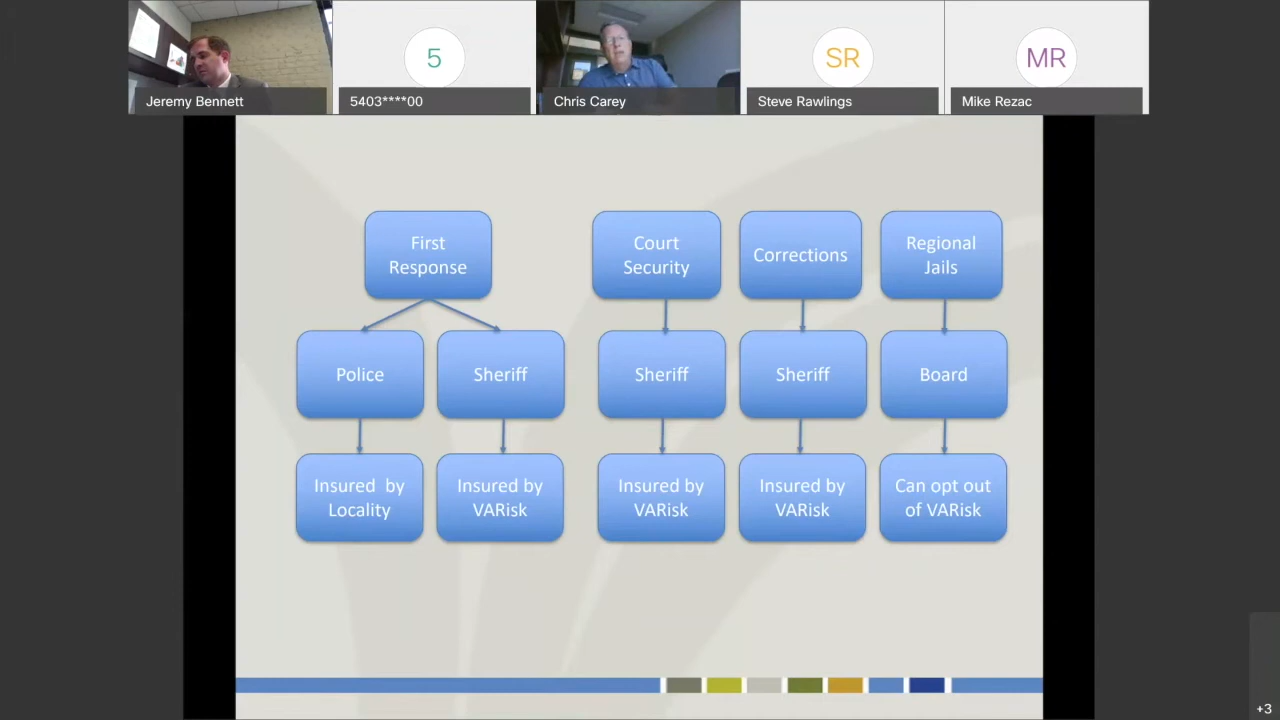 Jeremy Bennett
5
5403****00
Chris Carey
SR
Steve Rawlings
MR
Mike Rezac
First
Response
Court
Security
Corrections
Regional
Jails
Police
Sheriff
Sheriff
Sheriff
Board
Insured by
Locality
Insured by
VARisk
Insured by
VARisk
Insured by
VARisk
Can opt out
of VARisk
+3